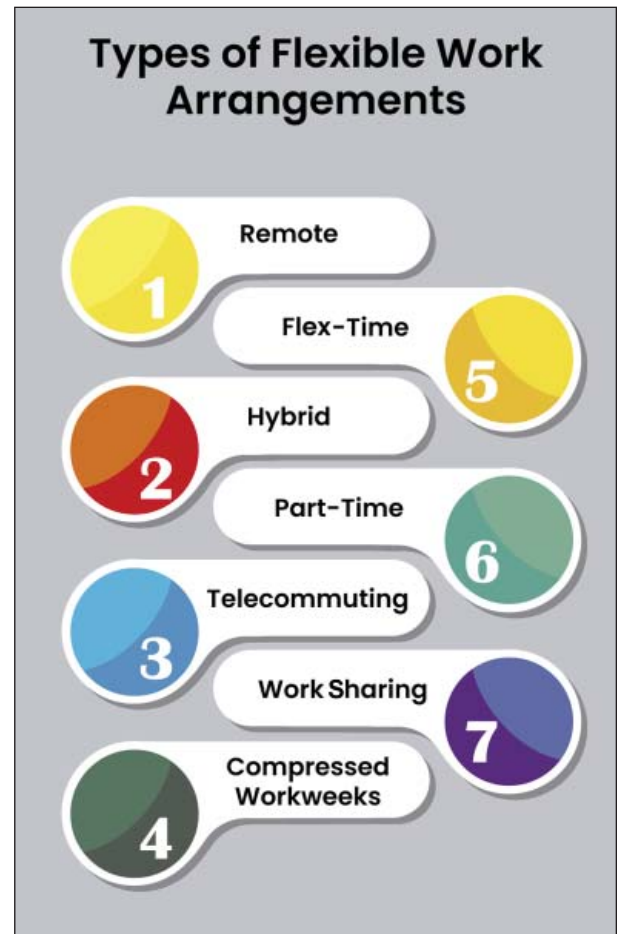 Types of Flexible Work
Arrangements
Remote
1
Flex-Time
5
Hybrid
2
Part-Time
6
Telecommuting
3
Work Sharing
7
Compressed
Workweeks
4